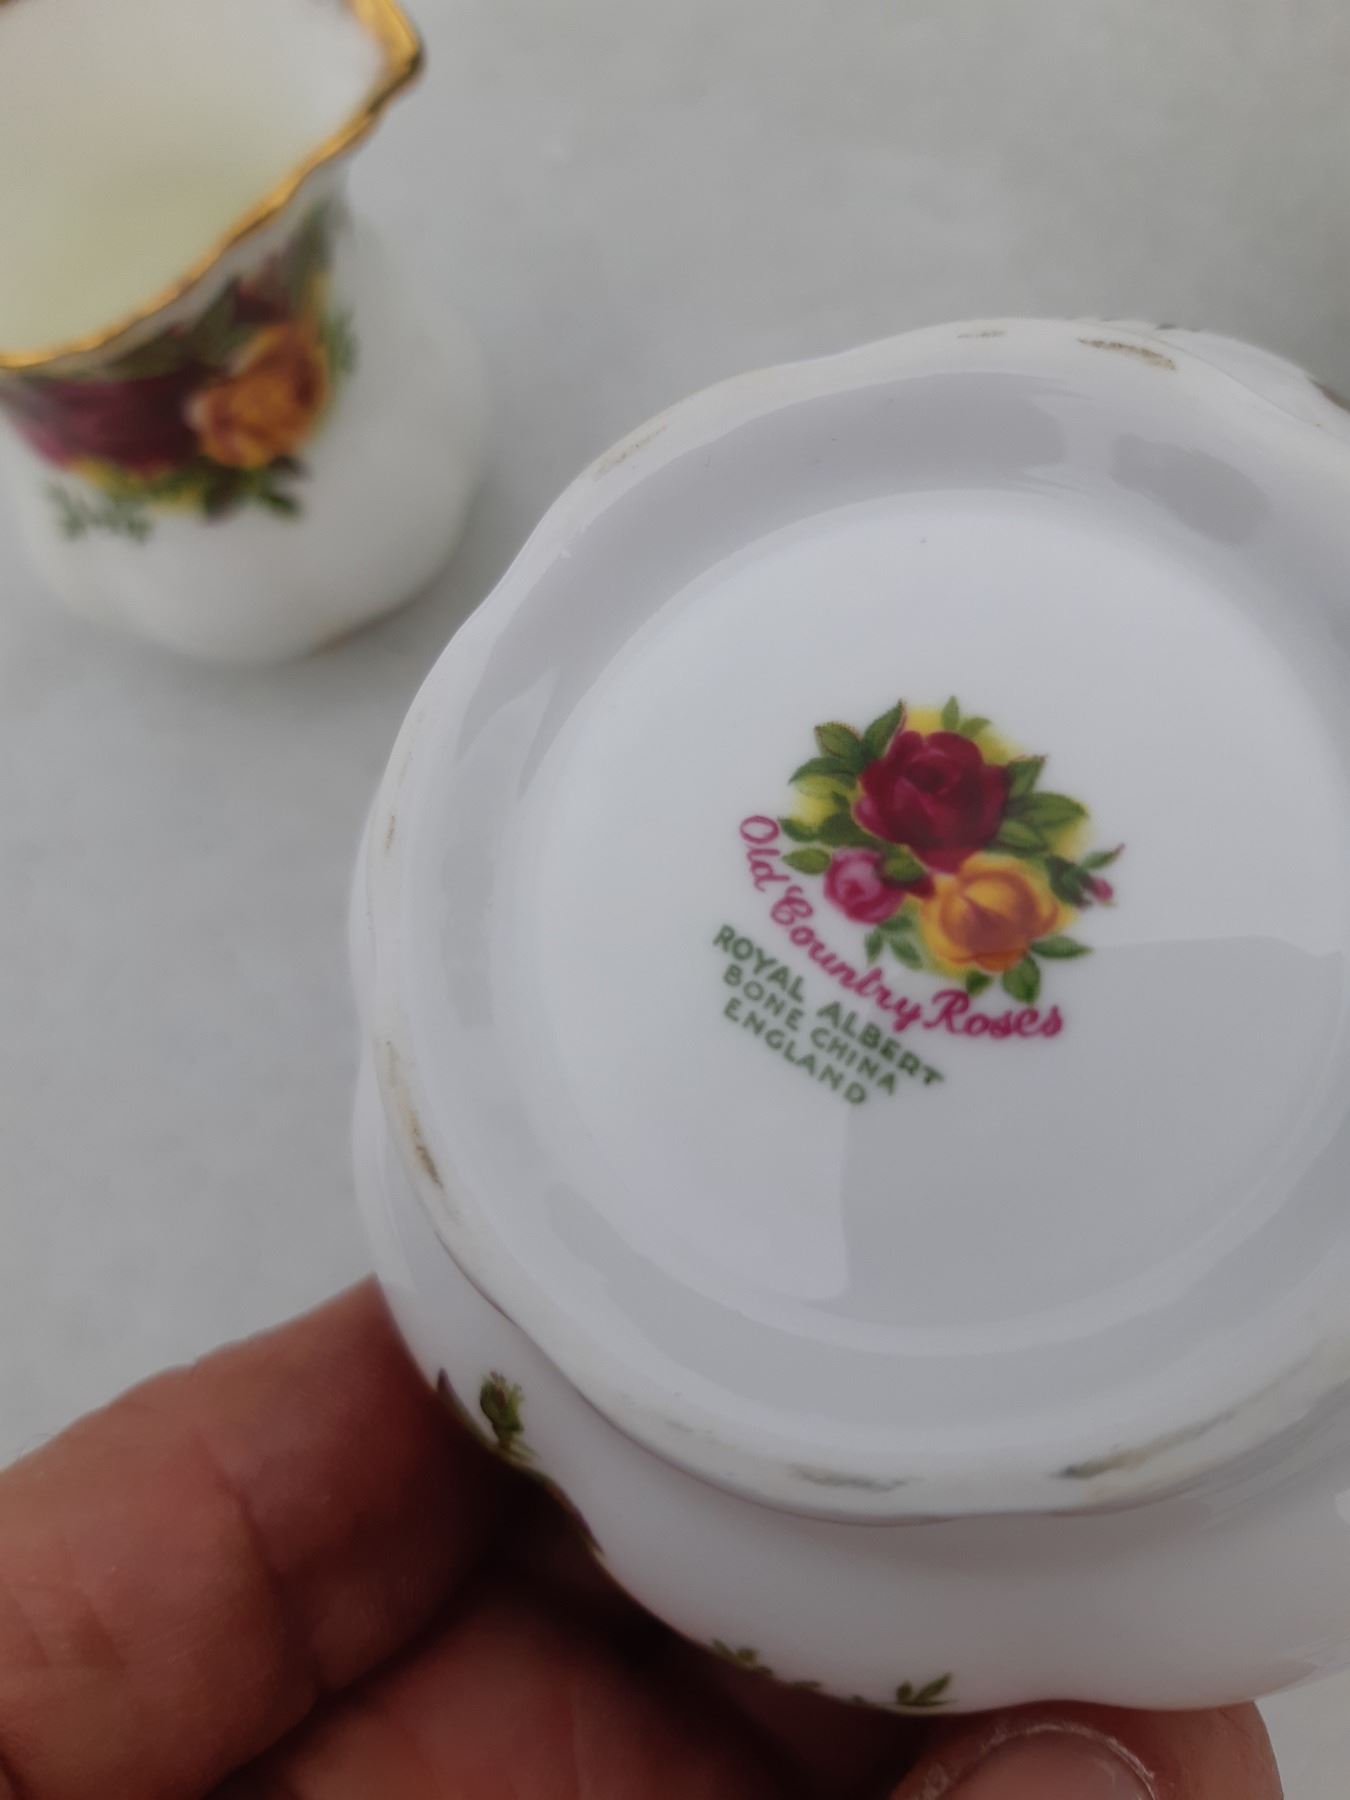 Old Country Roses
ROYAL ALBERT
BONE CHINA
ENGLAND